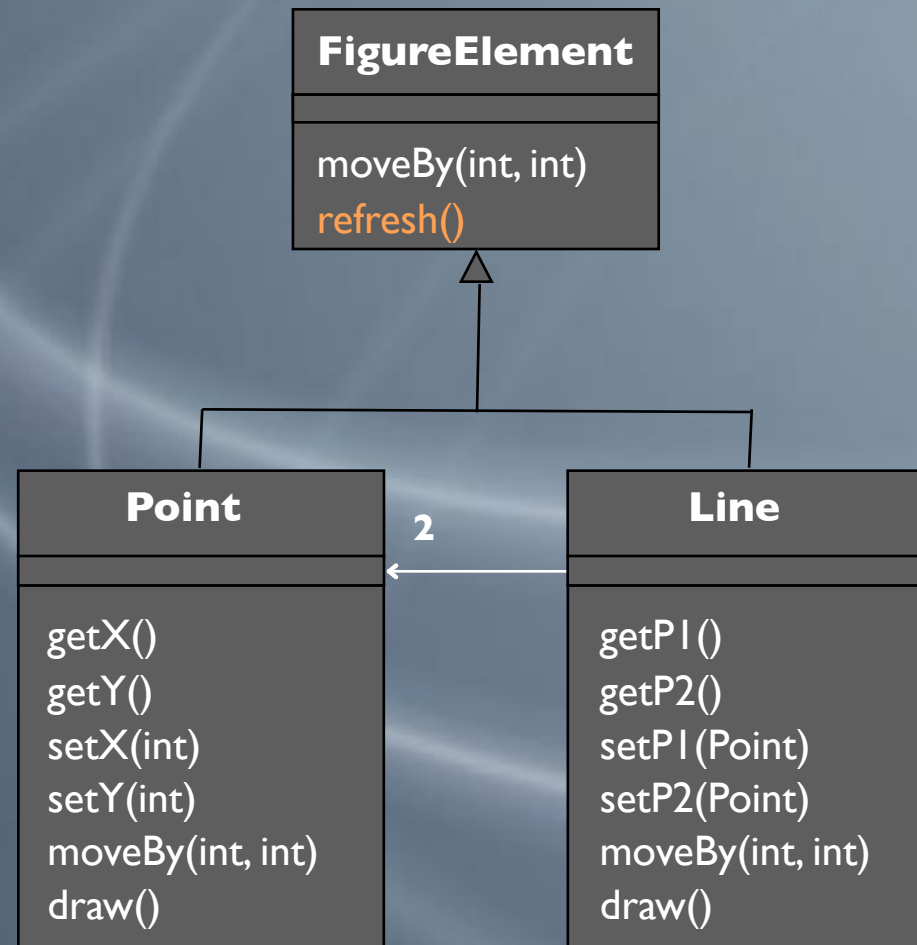 FigureElement
moveBy(int, int)
refresh()
Point
getX()
getY()
setX(int)
setY(int)
moveBy(int, int)
draw()
2
Line
getP1()
getP2()
setP1(Point)
setP2(Point)
moveBy(int, int)
draw()